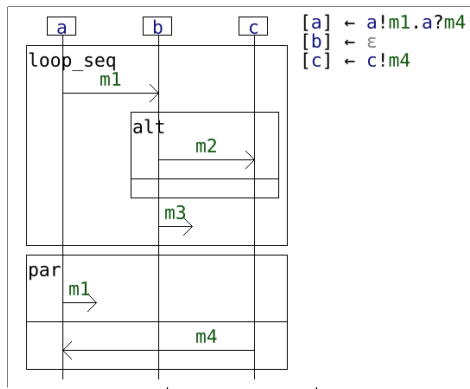 a b c
loop_seq
m1
alt
m2
m3
par
m1
m4
[a] ← a!m1.a?m4
[b] ← ε
[c] ← c!m4